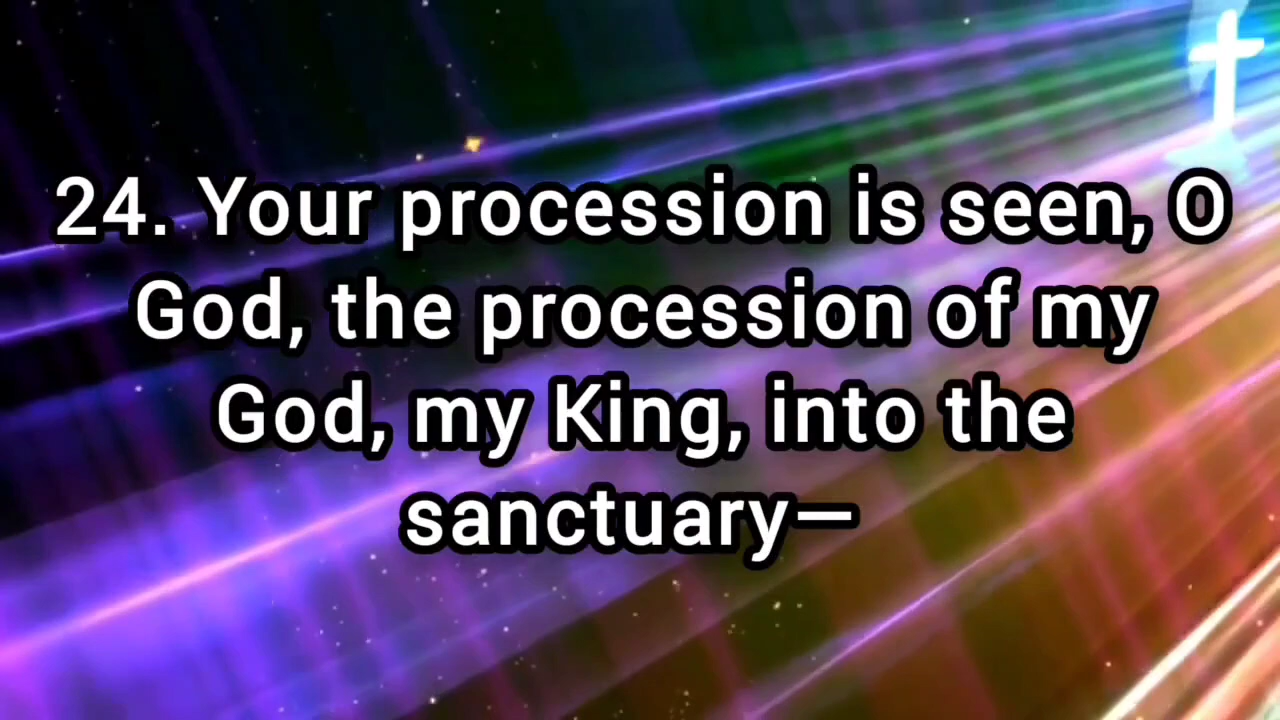 24. Your procession is seen, O
God, the procession of my
God, my King, into the
sanctuary—